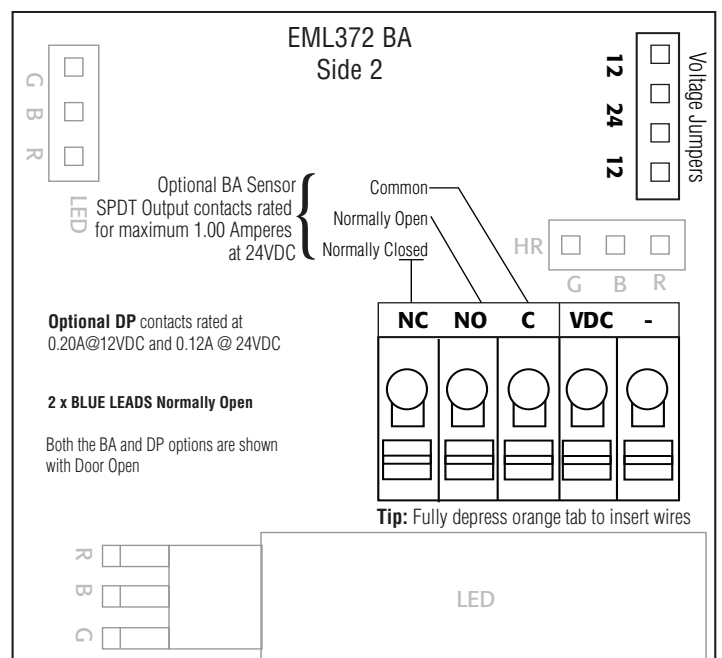 EML372 BA
Side 2
G
B
R
LED
12
24
12
Voltage Jumpers
Optional BA Sensor
SPDT Output contacts rated
for maximum 1.00 Amperes
at 24VDC
Common
Normally Open
Normally Closed
HR
G B R
Optional DP contacts rated at
0.20A@12VDC and 0.12A @ 24VDC
NC NO C VDC -
2 x BLUE LEADS Normally Open
Both the BA and DP options are shown
with Door Open
Tip: Fully depress orange tab to insert wires
R
B
G
LED